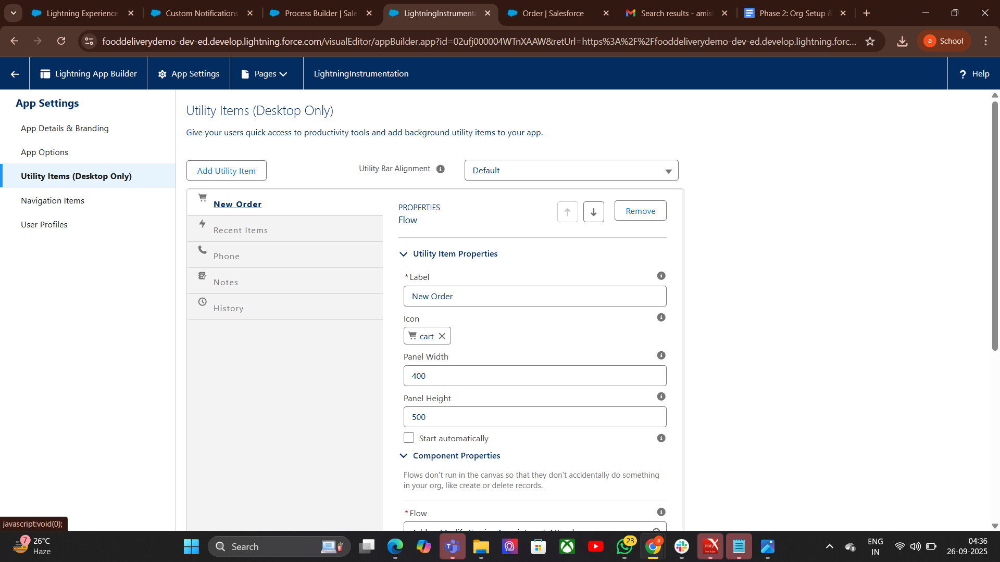 Lightning Experience
Custom Notifications
Process Builder | Sale
LightningInstrumenta
Order | Salesforce
Search results - amis
Phase 2: Org Setup &
fooddeliverydemo-dev-ed.develop.lightning.force.com/visualEditor/appBuilder.app?id=02ufj000004WTnXAAW&retUrl=https%3A%2F%2Ffooddeliverydemo-dev-ed.develop.lightning.forc...
a School
Lightning App Builder
App Settings
Pages
LightningInstrumentation
? Help
App Settings
App Details & Branding
App Options
Utility Items (Desktop Only)
Navigation Items
User Profiles
Utility Items (Desktop Only)
Give your users quick access to productivity tools and add background utility items to your app.
Add Utility Item
Utility Bar Alignment
Default
New Order
Recent Items
Phone
Notes
History
PROPERTIES
Flow
Remove
Utility Item Properties
* Label
New Order
Icon
cart
Panel Width
400
Panel Height
500
Start automatically
Component Properties
Flows don't run in the canvas so that they don't accidentally do something
in your org, like create or delete records.
* Flow
javascript:void(0);
7
26°C
Haze
Search
23
a
PDF
ENG
IN
04:36
26-09-2025